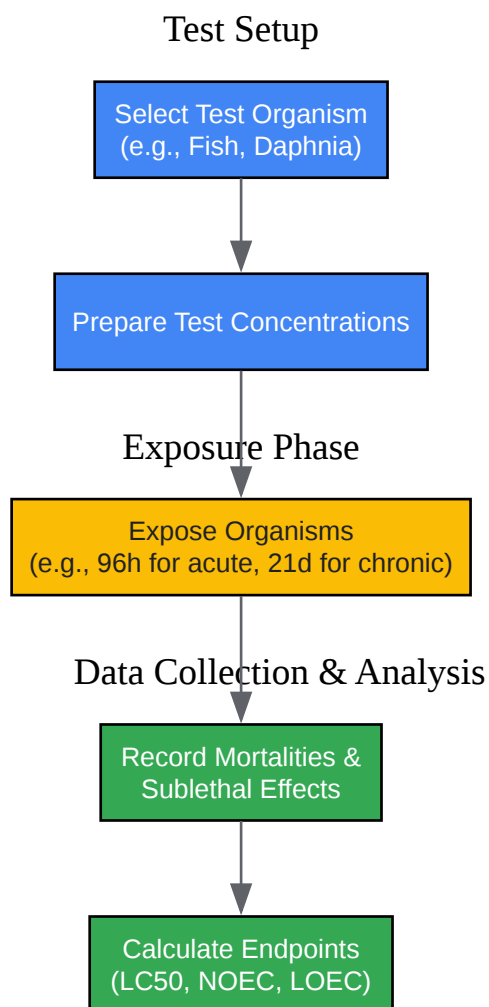 Test Setup
Select Test Organism
(e.g., Fish, Daphnia)
Prepare Test Concentrations
Exposure Phase
Expose Organisms
(e.g., 96h for acute, 21d for chronic)
Data Collection & Analysis
Record Mortalities &
Sublethal Effects
Calculate Endpoints
(LC50, NOEC, LOEC)